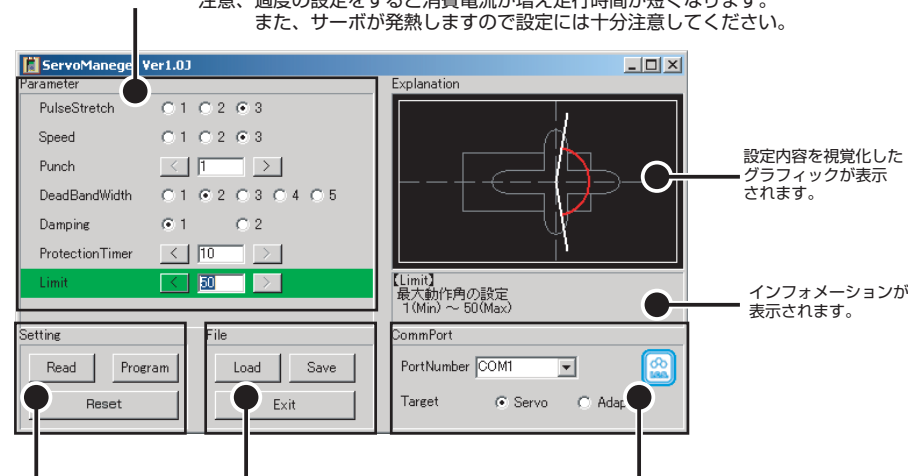 注意、過度の設定をすると消費電流が増え走行時間が短くなります。
また、サーボが発熱しますので設定には十分注意してください。
ServoManeger Ver1.0J
Parameter
PulseStretch 1 2 3
Speed 1 2 3
Punch < 1 >
DeadBandWidth 1 2 3 4 5
Damping 1 2
ProtectionTimer < 10 >
Limit < 50 >
Explanation
設定内容を視覚化した
グラフィックが表示
されます。
【Limit】
最大動作角の設定
1(Min) ～ 50(Max)
インフォメーションが
表示されます。
Setting
Read Program
Reset
File
Load Save
Exit
CommPort
PortNumber COM1
Target Servo Adap